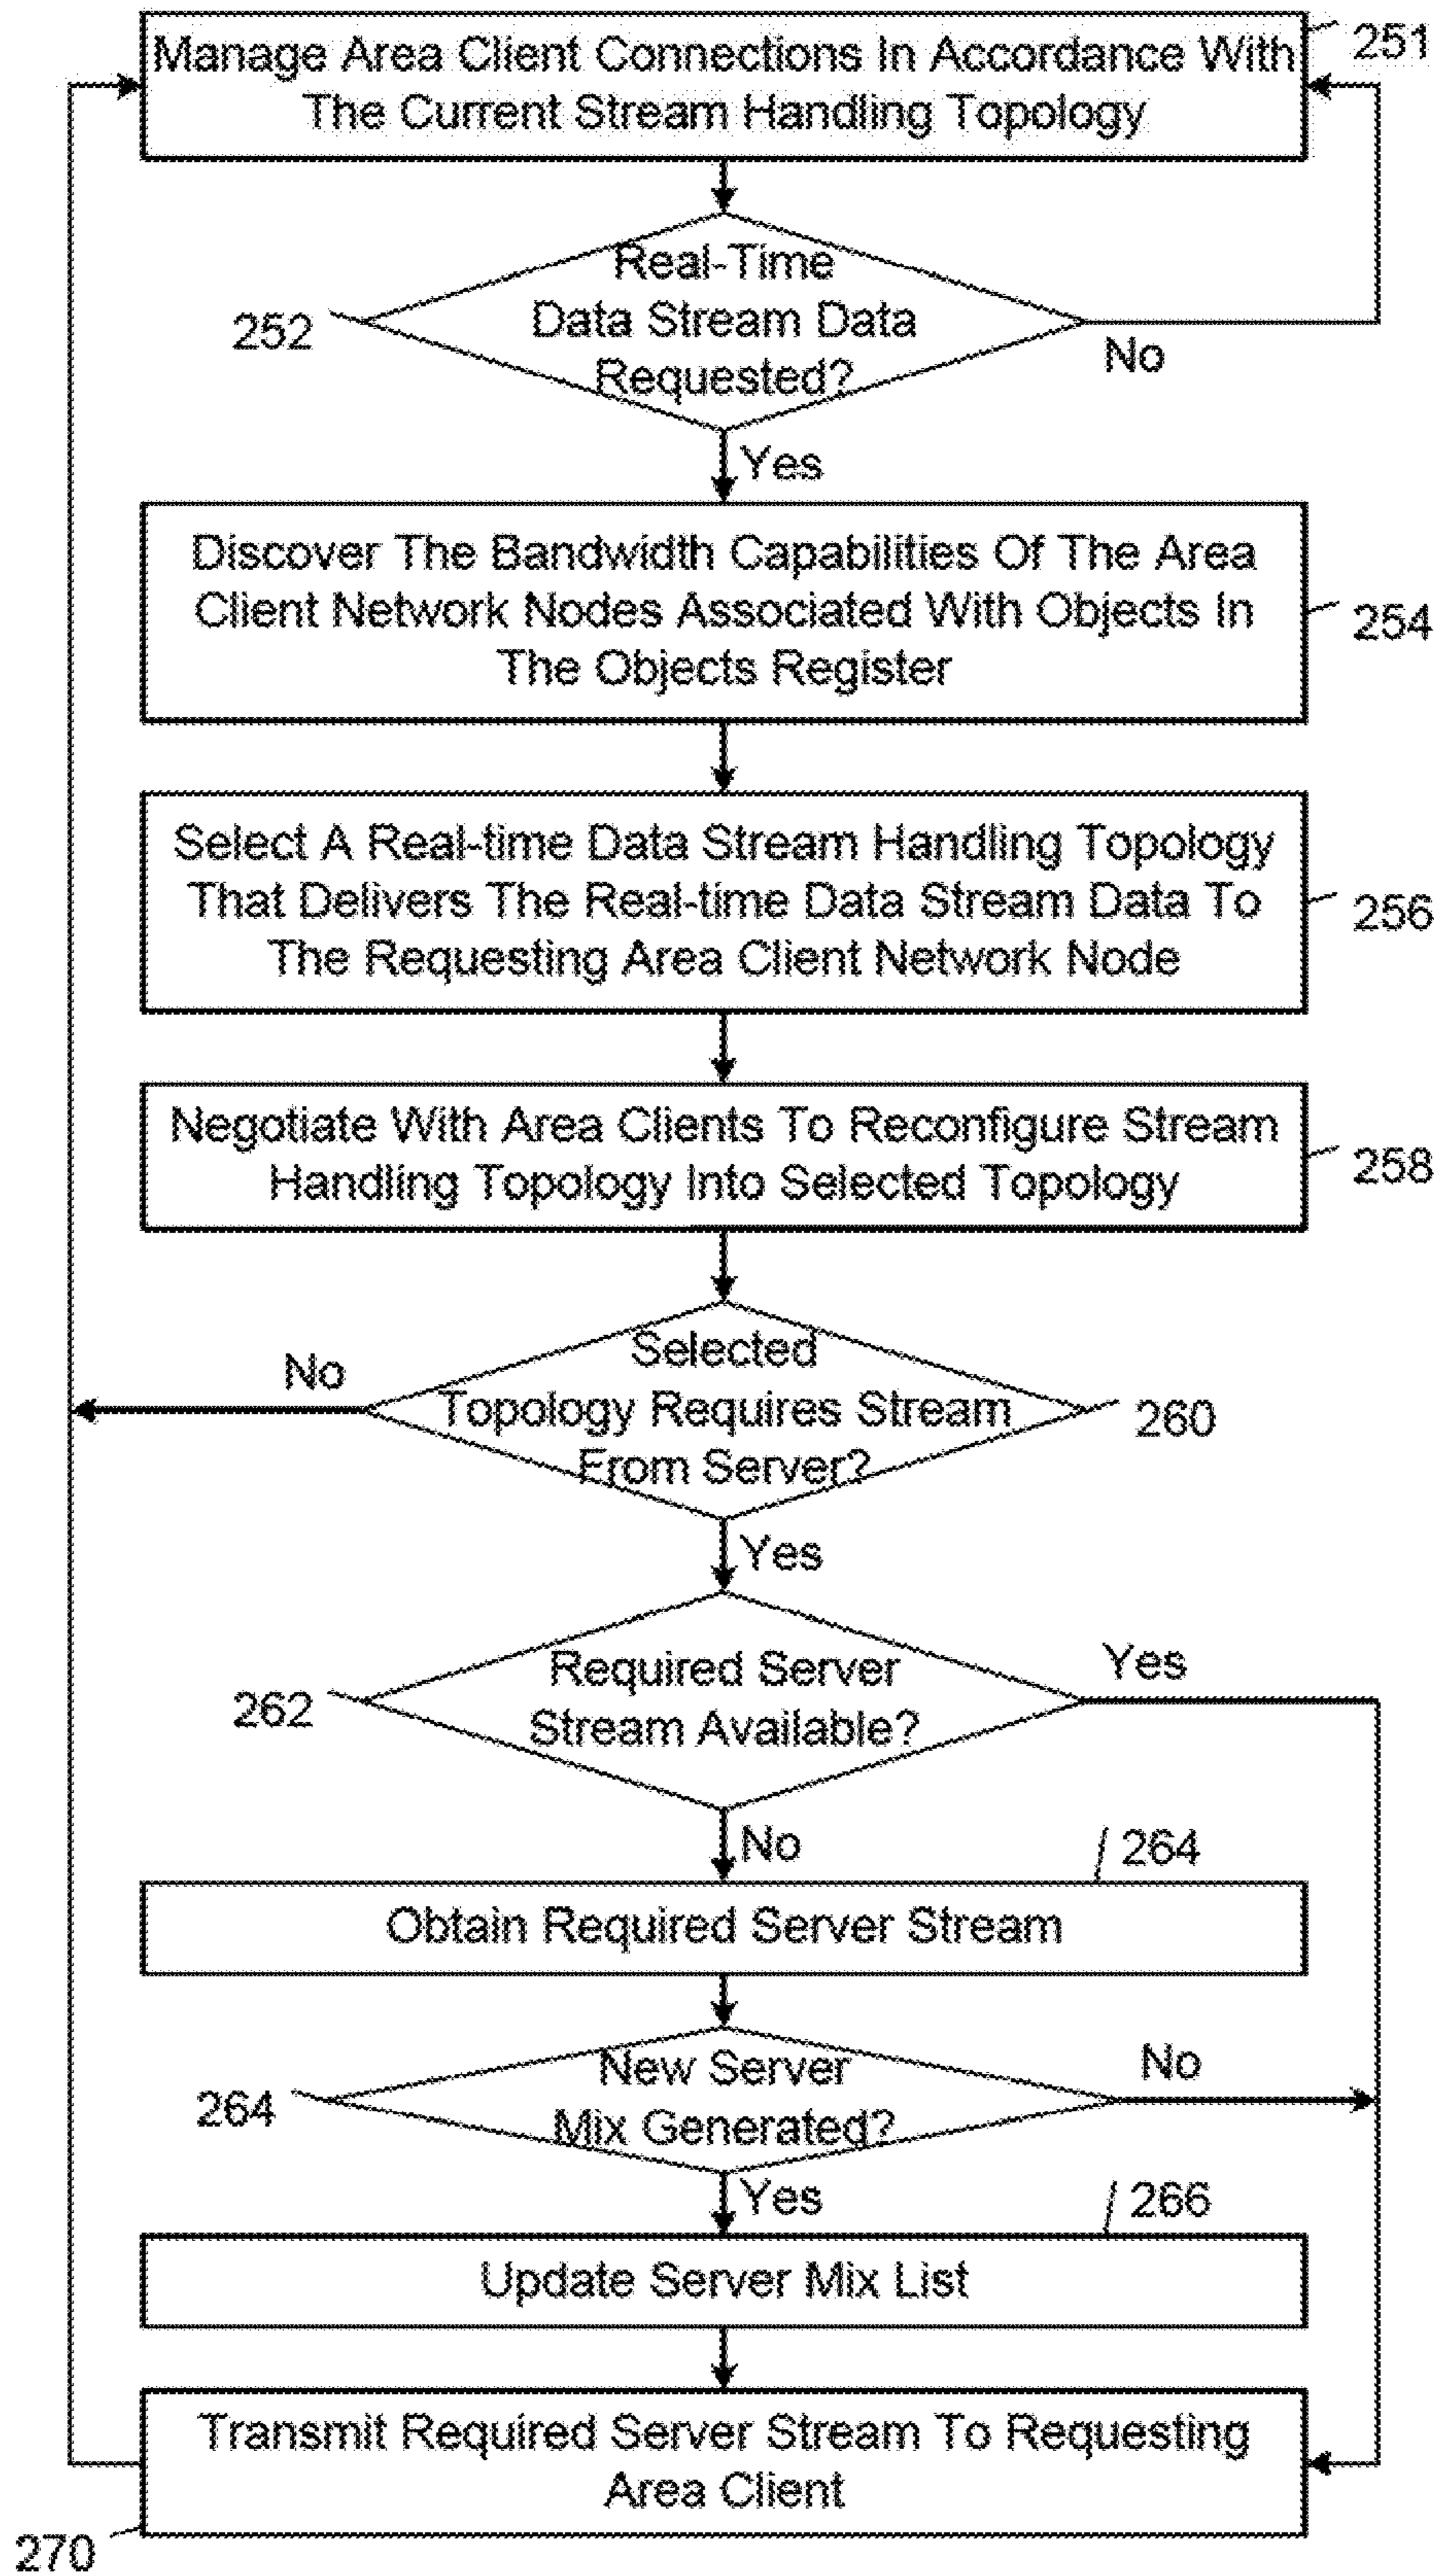 Manage Area Client Connections In Accordance With
The Current Stream Handling Topology
251
Real-Time
Data Stream Data
Requested?
252
No
Yes
Discover The Bandwidth Capabilities Of The Area
Client Network Nodes Associated With Objects In
The Objects Register
254
Select A Real-time Data Stream Handling Topology
That Delivers The Real-time Data Stream Data To
The Requesting Area Client Network Node
256
Negotiate With Area Clients To Reconfigure Stream
Handling Topology Into Selected Topology
258
Selected
Topology Requires Stream
From Server?
No
260
Yes
Required Server
Stream Available?
Yes
262
No
264
Obtain Required Server Stream
New Server
Mix Generated?
No
264
Yes
266
Update Server Mix List
Transmit Required Server Stream To Requesting
Area Client
270